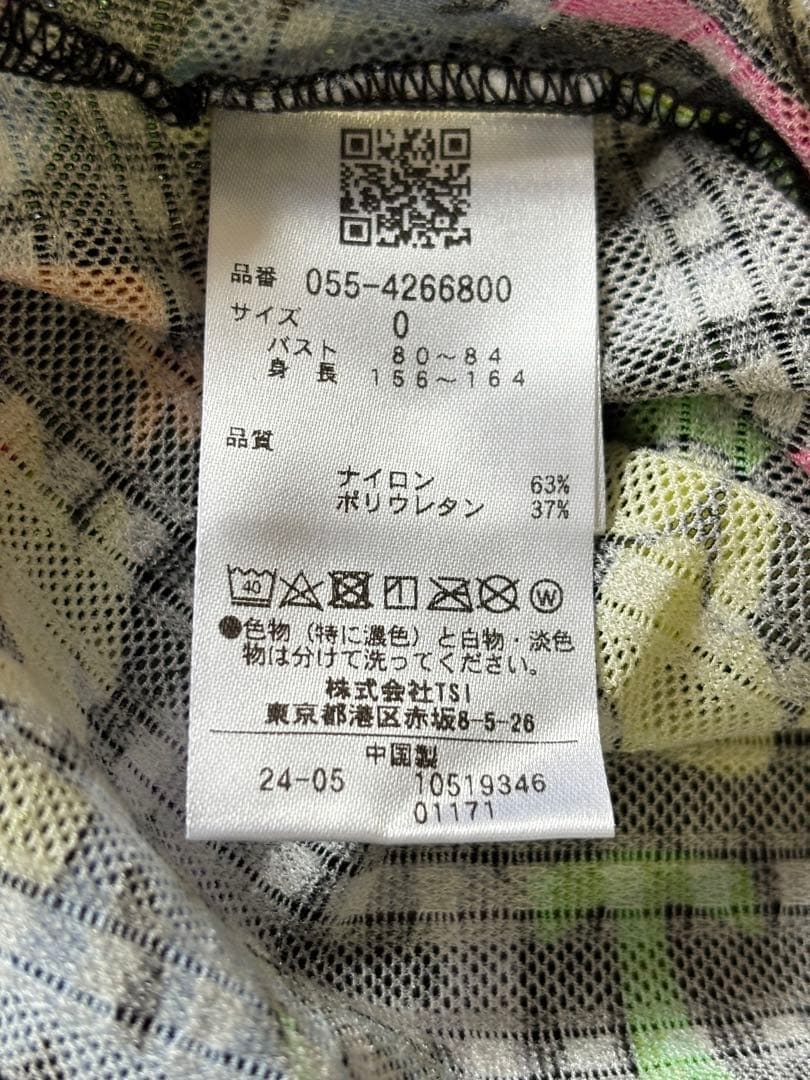 品番 055-4266800
サイズ 0
バスト 80～84
身長 156～164
品質
ナイロン 63%
ポリウレタン 37%
40
W
●色物（特に濃色）と白物・淡色
物は分けて洗ってください。
株式会社TSI
東京都港区赤坂8-5-26
中国製
24-05 10519346
01171